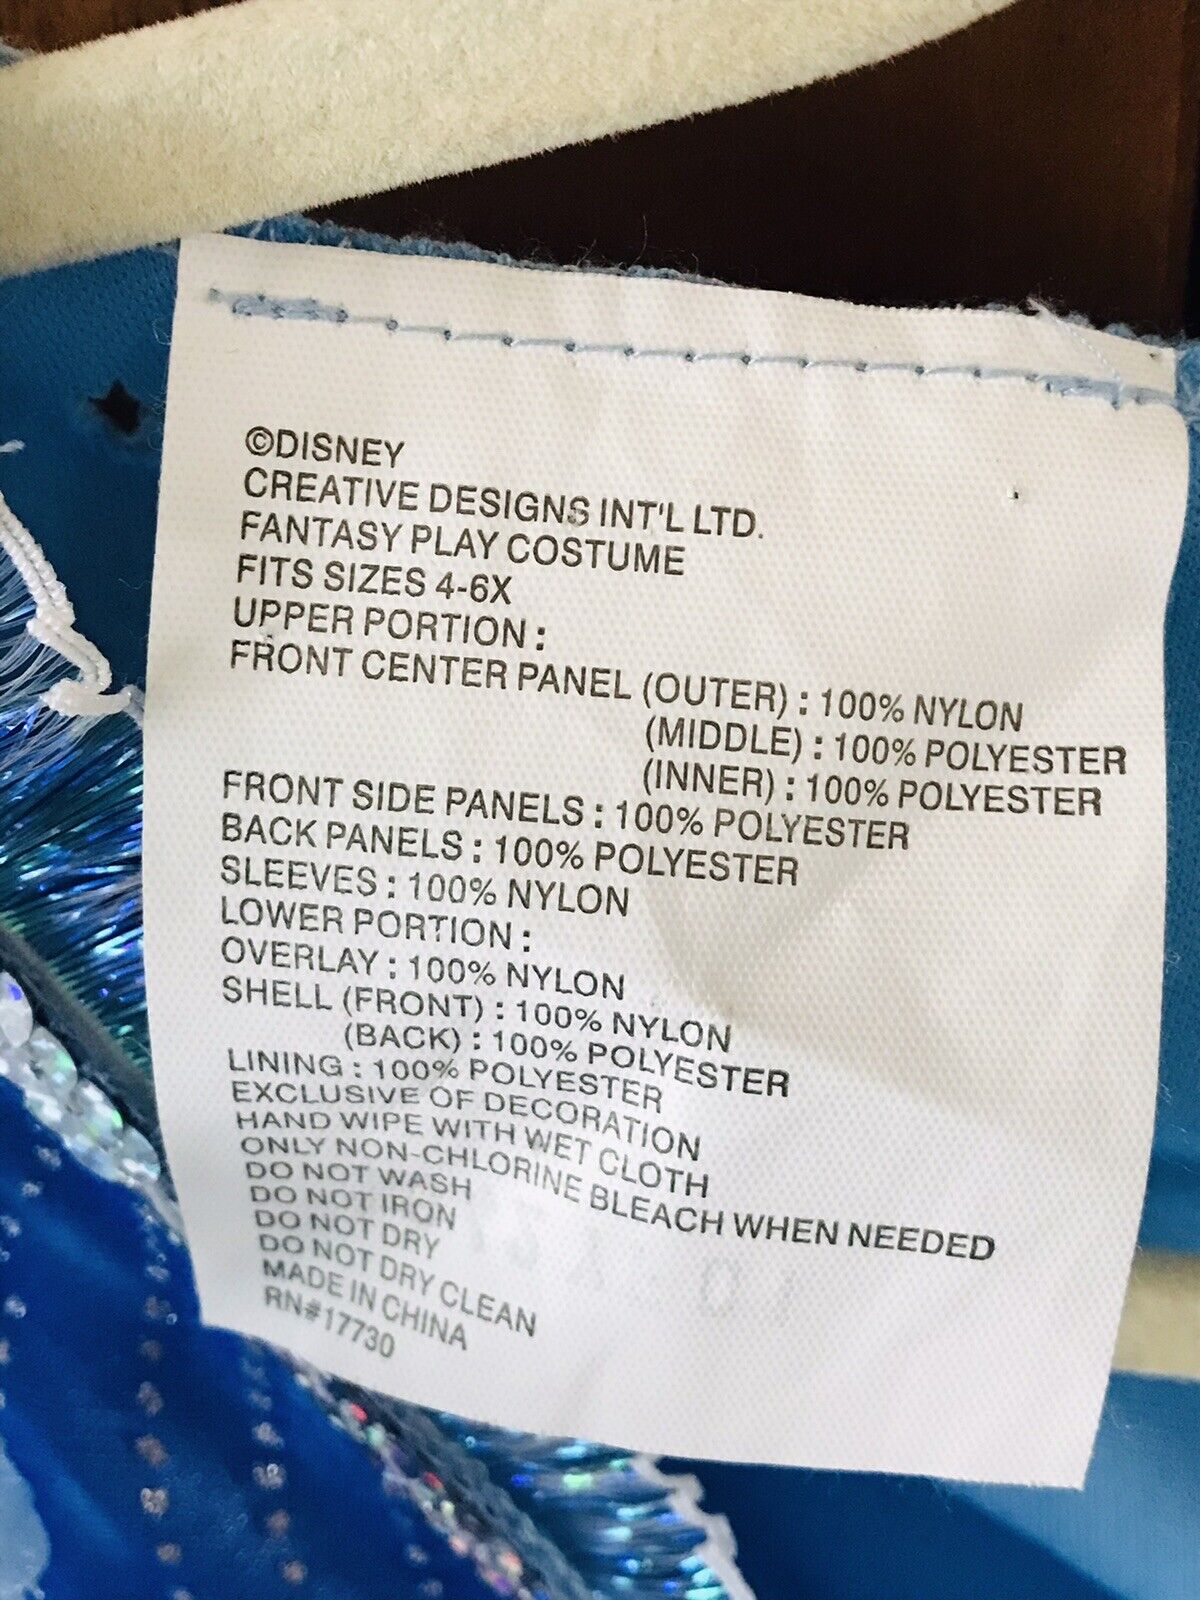 ©DISNEY
CREATIVE DESIGNS INT'L LTD.
FANTASY PLAY COSTUME
FITS SIZES 4-6X
UPPER PORTION :
FRONT CENTER PANEL (OUTER) : 100% NYLON
(MIDDLE) : 100% POLYESTER
(INNER) : 100% POLYESTER
FRONT SIDE PANELS : 100% POLYESTER
BACK PANELS : 100% POLYESTER
SLEEVES : 100% NYLON
LOWER PORTION :
OVERLAY : 100% NYLON
SHELL (FRONT) : 100% NYLON
(BACK) : 100% POLYESTER
LINING : 100% POLYESTER
EXCLUSIVE OF DECORATION
HAND WIPE WITH WET CLOTH
ONLY NON-CHLORINE BLEACH WHEN NEEDED
DO NOT WASH
DO NOT IRON
DO NOT DRY
DO NOT DRY CLEAN
MADE IN CHINA
RN#17730